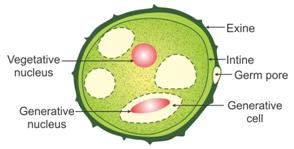 Exine
Vegetative
nucleus
Intine
Germ pore
Generative
nucleus
Generative
cell